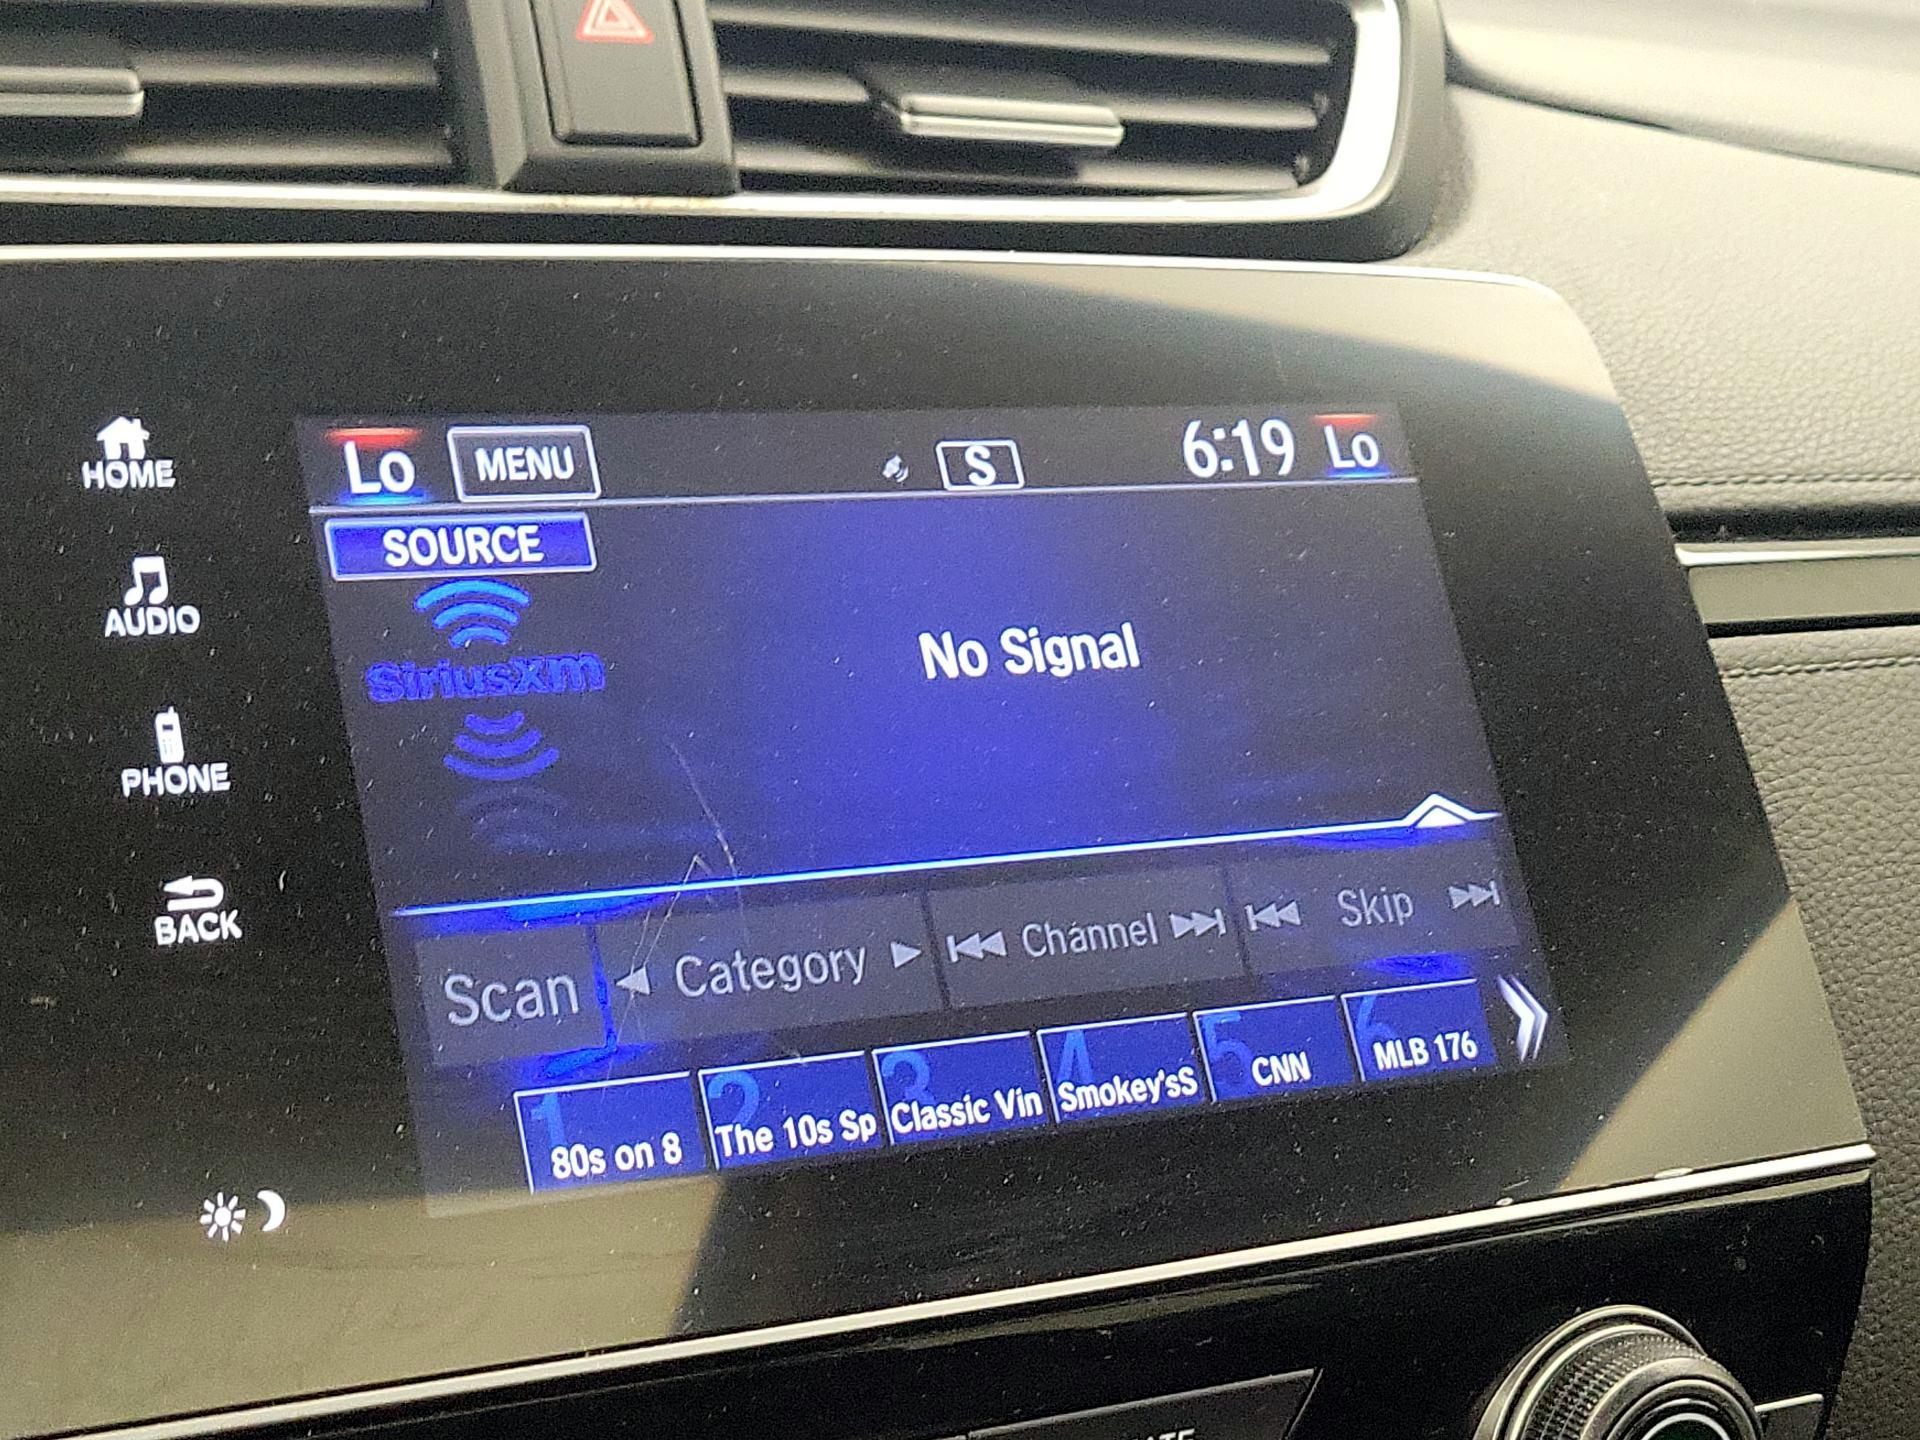 HOME
AUDIO
PHONE
BACK
Lo MENU S 6:19 Lo
SOURCE
SiriusXM
No Signal
Scan Category Channel Skip
1 80s on 8
2 The 10s Sp
3 Classic Vin
4 Smokey'sS
5 CNN
6 MLB 176